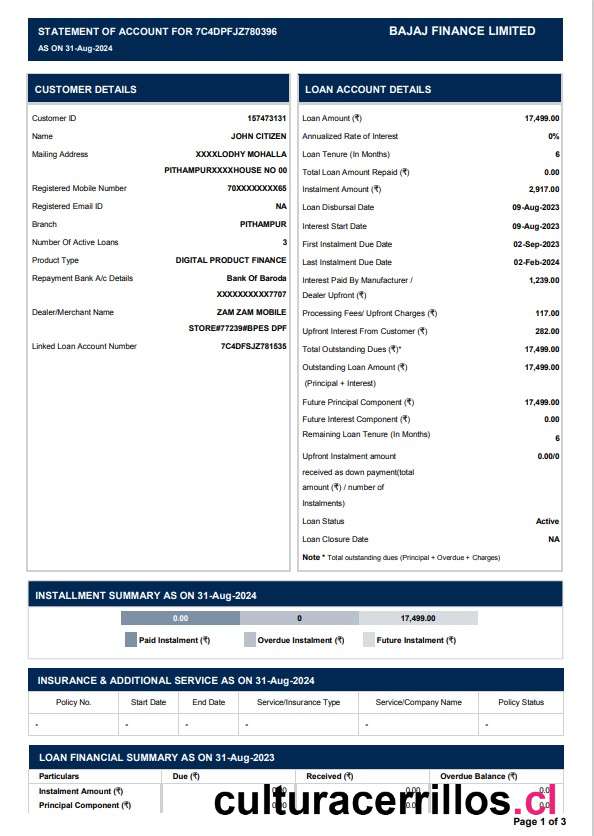 STATEMENT OF ACCOUNT FOR 7C4DPFJZ780396
BAJAJ FINANCE LIMITED
AS ON 31-Aug-2024
CUSTOMER DETAILS
Customer ID 157473131
Name JOHN CITIZEN
Mailing Address XXXXLODHY MOHALLA
PITHAMPURXXXXHOUSE NO 00
Registered Mobile Number 70XXXXXXXX65
Registered Email ID NA
Branch PITHAMPUR
Number Of Active Loans 3
Product Type DIGITAL PRODUCT FINANCE
Repayment Bank A/c Details Bank Of Baroda
XXXXXXXXXX7707
Dealer/Merchant Name ZAM ZAM MOBILE
STORE#77239#BPES DPF
Linked Loan Account Number 7C4DFSJZ781535
LOAN ACCOUNT DETAILS
Loan Amount (₹) 17,499.00
Annualized Rate of Interest 0%
Loan Tenure (In Months) 6
Total Loan Amount Repaid (₹) 0.00
Instalment Amount (₹) 2,917.00
Loan Disbursal Date 09-Aug-2023
Interest Start Date 09-Aug-2023
First Instalment Due Date 02-Sep-2023
Last Instalment Due Date 02-Feb-2024
Interest Paid By Manufacturer / 1,239.00
Dealer Upfront (₹)
Processing Fees/ Upfront Charges (₹) 117.00
Upfront Interest From Customer (₹) 282.00
Total Outstanding Dues (₹)* 17,499.00
Outstanding Loan Amount (₹) 17,499.00
(Principal + Interest)
Future Principal Component (₹) 17,499.00
Future Interest Component (₹) 0.00
Remaining Loan Tenure (In Months) 6
Upfront Instalment amount 0.00/0
received as down payment(total
amount (₹) / number of
Instalments)
Loan Status Active
Loan Closure Date NA
Note * Total outstanding dues (Principal + Overdue + Charges)
INSTALLMENT SUMMARY AS ON 31-Aug-2024
0.00 0 17,499.00
Paid Instalment (₹) Overdue Instalment (₹) Future Instalment (₹)
INSURANCE & ADDITIONAL SERVICE AS ON 31-Aug-2024
Policy No. Start Date End Date Service/Insurance Type Service/Company Name Policy Status
- - - - - -
LOAN FINANCIAL SUMMARY AS ON 31-Aug-2023
Particulars Due (₹) Received (₹) Overdue Balance (₹)
Instalment Amount (₹)
Principal Component (₹)
culturacerrillos.cl
Page 1 of 3